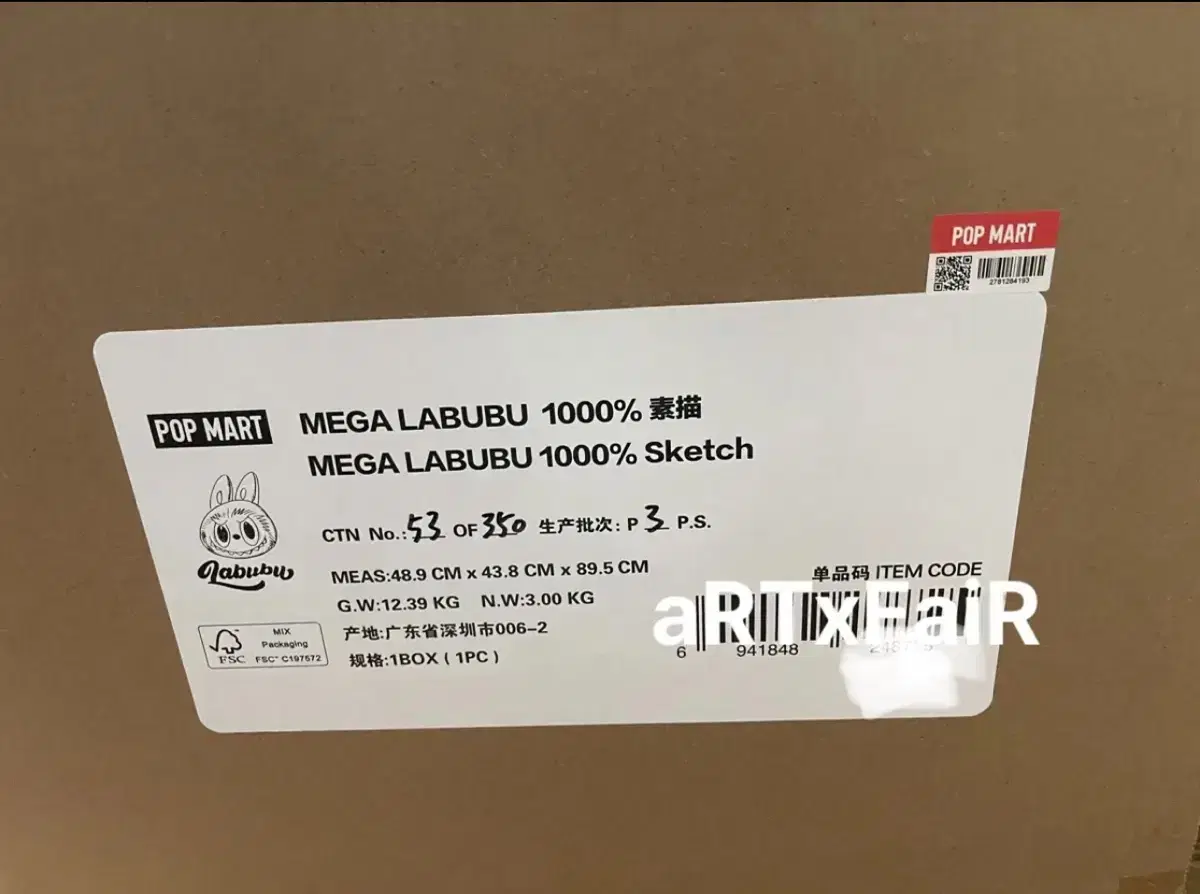 POP MART
2781284193
POP MART
MEGA LABUBU 1000% 素描
MEGA LABUBU 1000% Sketch
CTN No.:53 OF 350 生产批次: P 3 P.S.
Labubu
MEAS:48.9 CM x 43.8 CM x 89.5 CM
G.W:12.39 KG N.W:3.00 KG
产地:广东省深圳市006-2
规格:1BOX ( 1PC )
FSC
MIX
Packaging
FSC™ C197572
单品码 ITEM CODE
aRTxFaiR
6 941848